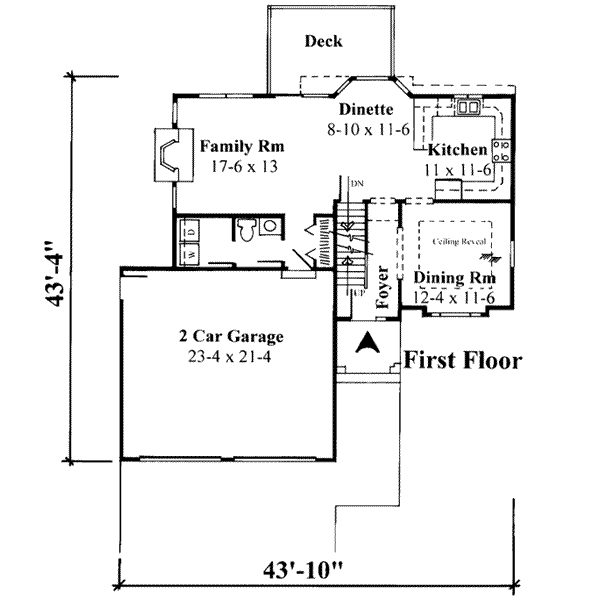 Deck
Dinette
8-10 x 11-6
Family Rm
17-6 x 13
Kitchen
11 x 11-6
DN
D
W
Ceiling Reveal
43'-4"
Foyer
Dining Rm
12-4 x 11-6
UP
2 Car Garage
23-4 x 21-4
First Floor
43'-10"